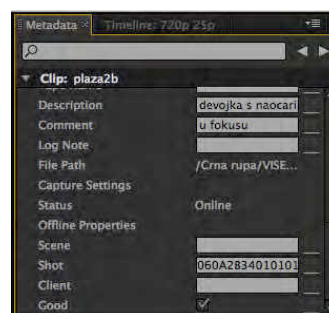 Metadata
Timeline: 720p 25p
Clip: plaza2b
Description devojka s naocari
Comment u fokusu
Log Note
File Path /Crna rupa/VISE...
Capture Settings
Status Online
Offline Properties
Scene
Shot 060A2834010101
Client
Good